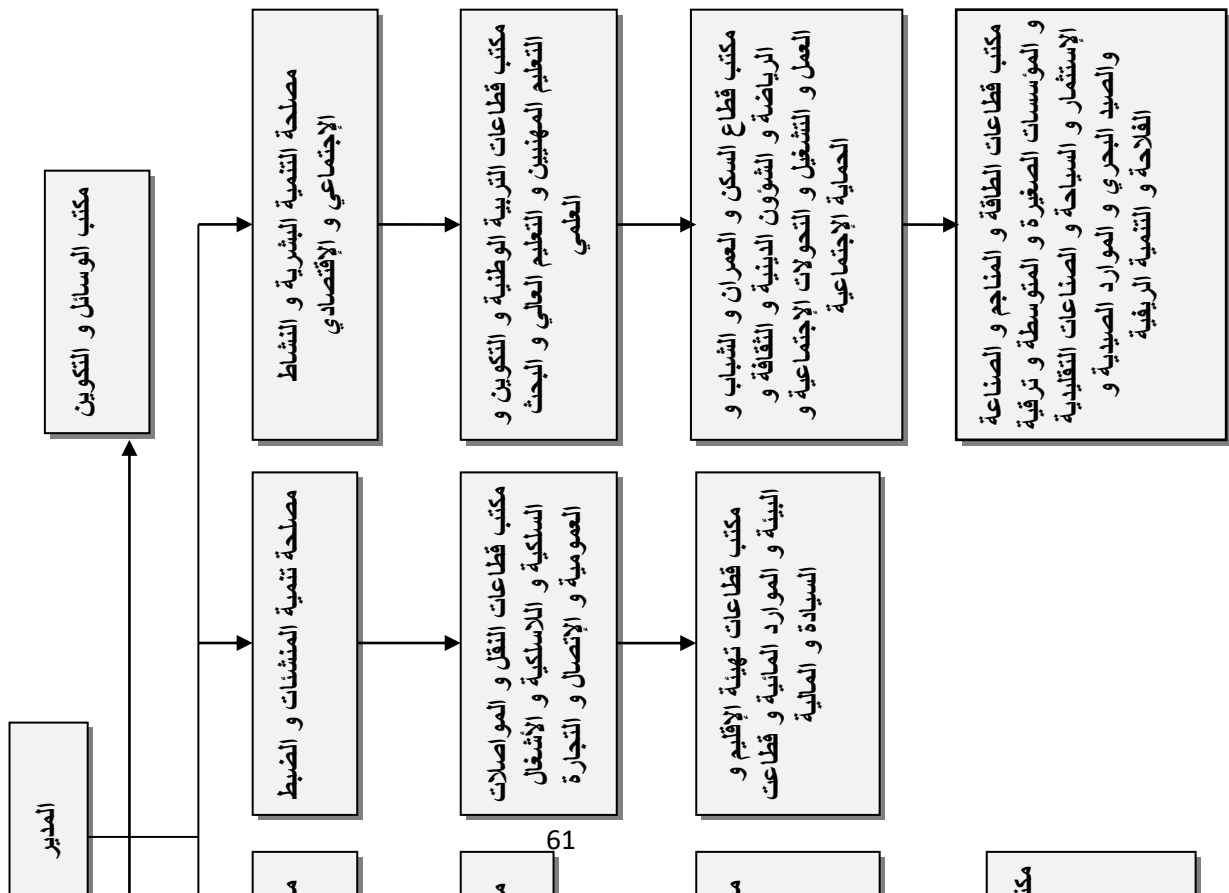 المدير
مكتب الوسائل و التكوين
مصلحة التنمية البشرية و النشاط
الإجتماعي و الإقتصادي
مكتب قطاعات التربية الوطنية و التكوين و
التعليم المهنيين و التعليم العالي و البحث
العلمي
مكتب قطاع السكن و العمران و الشباب و
الرياضة و الشؤون الدينية و الثقافة و
العمل و التشغيل و التحولات الإجتماعية و
الحماية الإجتماعية
مكتب قطاعات الطاقة و المناجم و الصناعة
و المؤسسات الصغيرة و المتوسطة و ترقية
الإستثمار و السياحة و الصناعات التقليدية
والصيد البحري و الموارد الصيدية و
الفلاحة و التنمية الريفية
مصلحة تنمية المنشئات و الضبط
مكتب قطاعات النقل و المواصلات
السلكية و اللاسلكية و الأشغال
العمومية و الإتصال و التجارة
مكتب قطاعات تهيئة الإقليم و
البيئة و الموارد المائية و قطاعت
السيادة و المالية
61